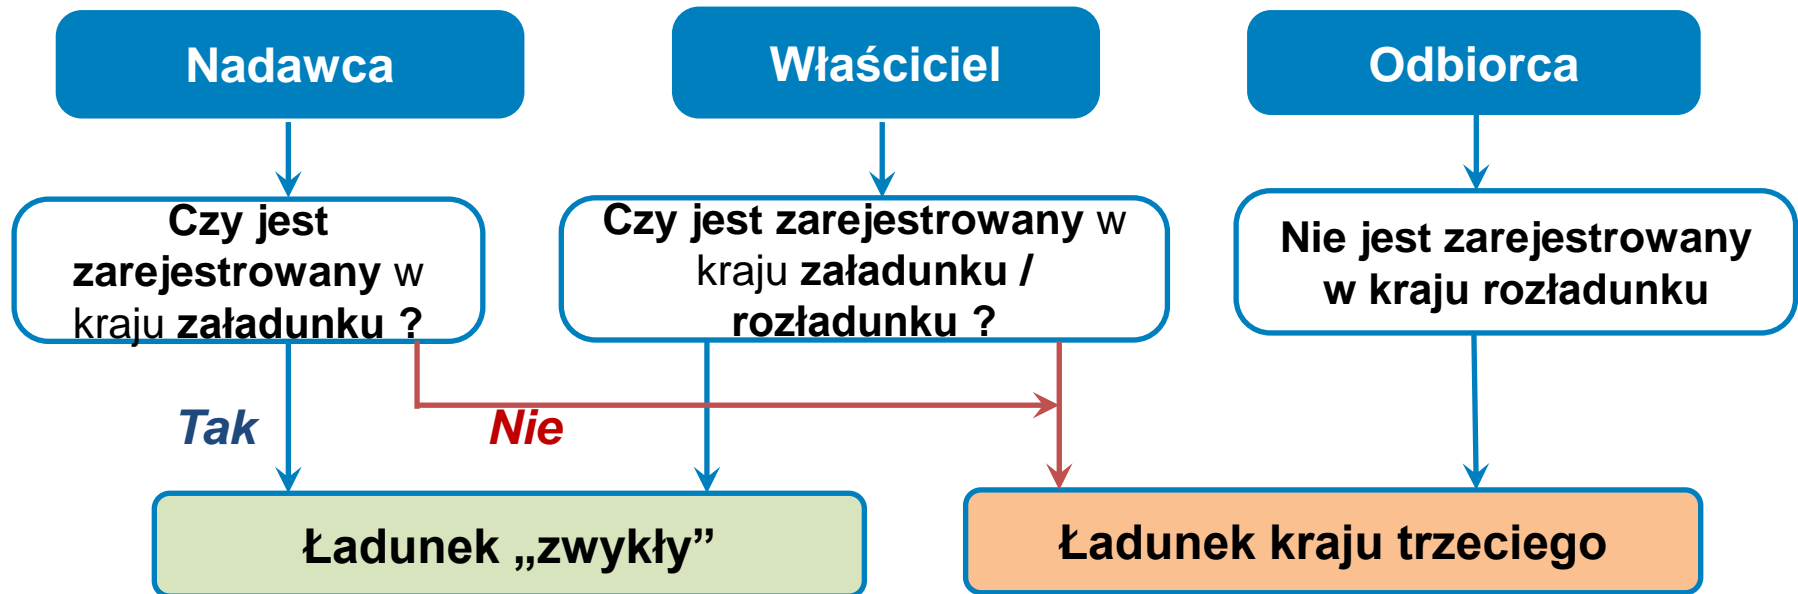 Nadawca
Właściciel
Odbiorca
Czy jest
zarejestrowany w
kraju załadunku ?
Czy jest zarejestrowany w
kraju załadunku /
rozładunku ?
Nie jest zarejestrowany
w kraju rozładunku
Tak
Nie
Ładunek „zwykły”
Ładunek kraju trzeciego